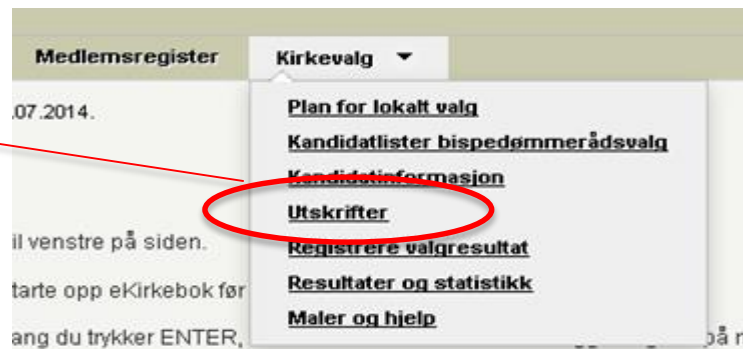 Medlemsregister Kirkevalg
.07.2014.
Plan for lokalt valg
Kandidatlister bispedømmerådsvalg
Kandidatinformasjon
Utskrifter
il venstre på siden.
Registrere valgresultat
tarte opp eKirkebok før
Resultater og statistikk
Maler og hjelp
ang du trykker ENTER,
på